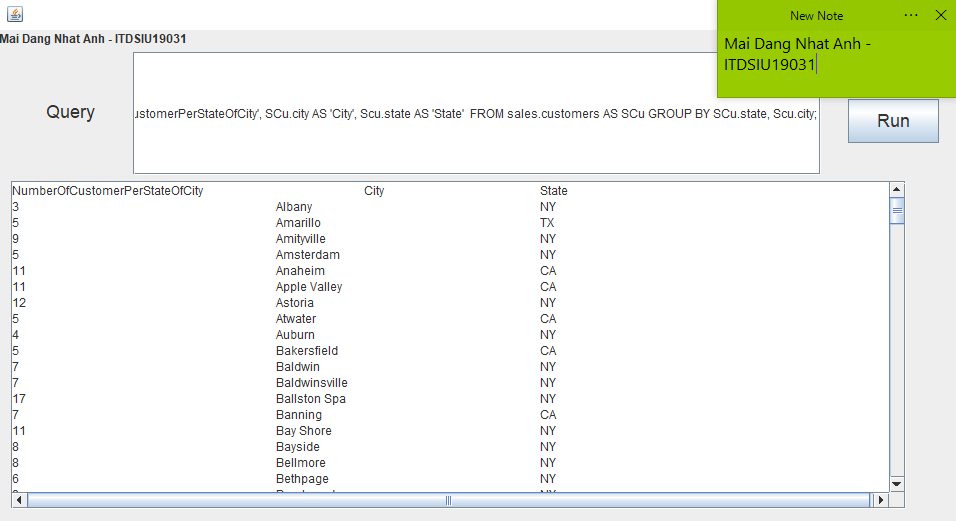 Mai Dang Nhat Anh - ITDSIU19031
New Note
Mai Dang Nhat Anh -
ITDSIU19031
Query
CustomerPerStateOfCity', SCu.city AS 'City', Scu.state AS 'State' FROM sales.customers AS SCu GROUP BY SCu.state, Scu.city;
Run
NumberOfCustomerPerStateOfCity City State
3 Albany NY
5 Amarillo TX
9 Amityville NY
5 Amsterdam NY
11 Anaheim CA
11 Apple Valley CA
12 Astoria NY
5 Atwater CA
4 Auburn NY
5 Bakersfield CA
7 Baldwin NY
7 Baldwinsville NY
17 Ballston Spa NY
7 Banning CA
11 Bay Shore NY
8 Bayside NY
8 Bellmore NY
6 Bethpage NY